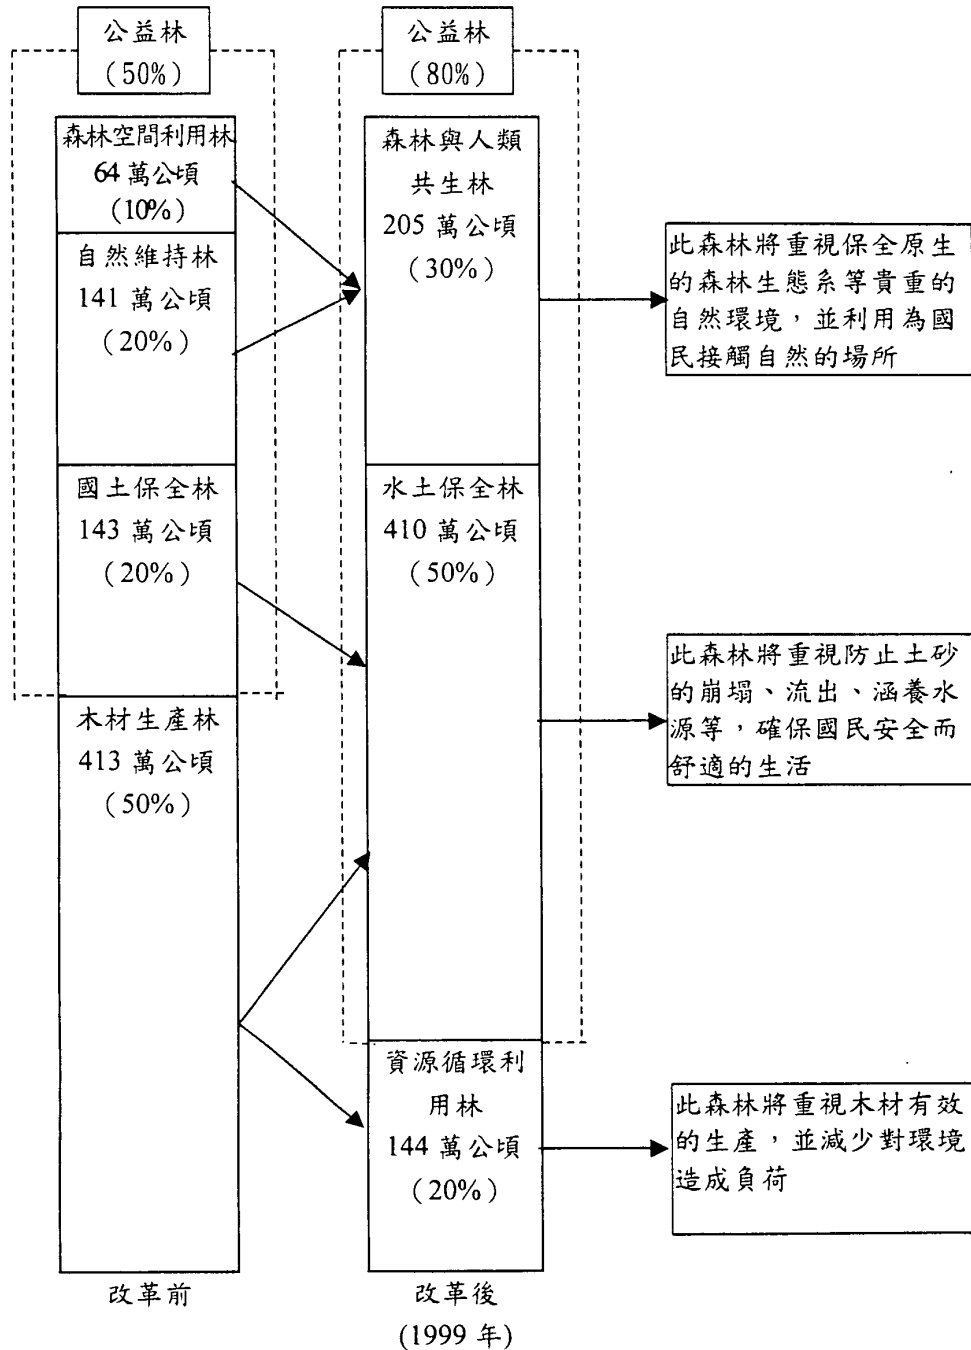 公益林
(50%)
森林空間利用林
64 萬公頃
(10%)
自然維持林
141 萬公頃
(20%)
國土保全林
143 萬公頃
(20%)
木材生產林
413 萬公頃
(50%)
改革前
公益林
(80%)
森林與人類
共生林
205 萬公頃
(30%)
水土保全林
410 萬公頃
(50%)
資源循環利
用林
144 萬公頃
(20%)
改革後
(1999 年)
此森林將重視保全原生
的森林生態系等貴重的
自然環境，並利用為國
民接觸自然的場所
此森林將重視防止土砂
的崩塌、流出、涵養水
源等，確保國民安全而
舒適的生活
此森林將重視木材有效
的生產，並減少對環境
造成負荷